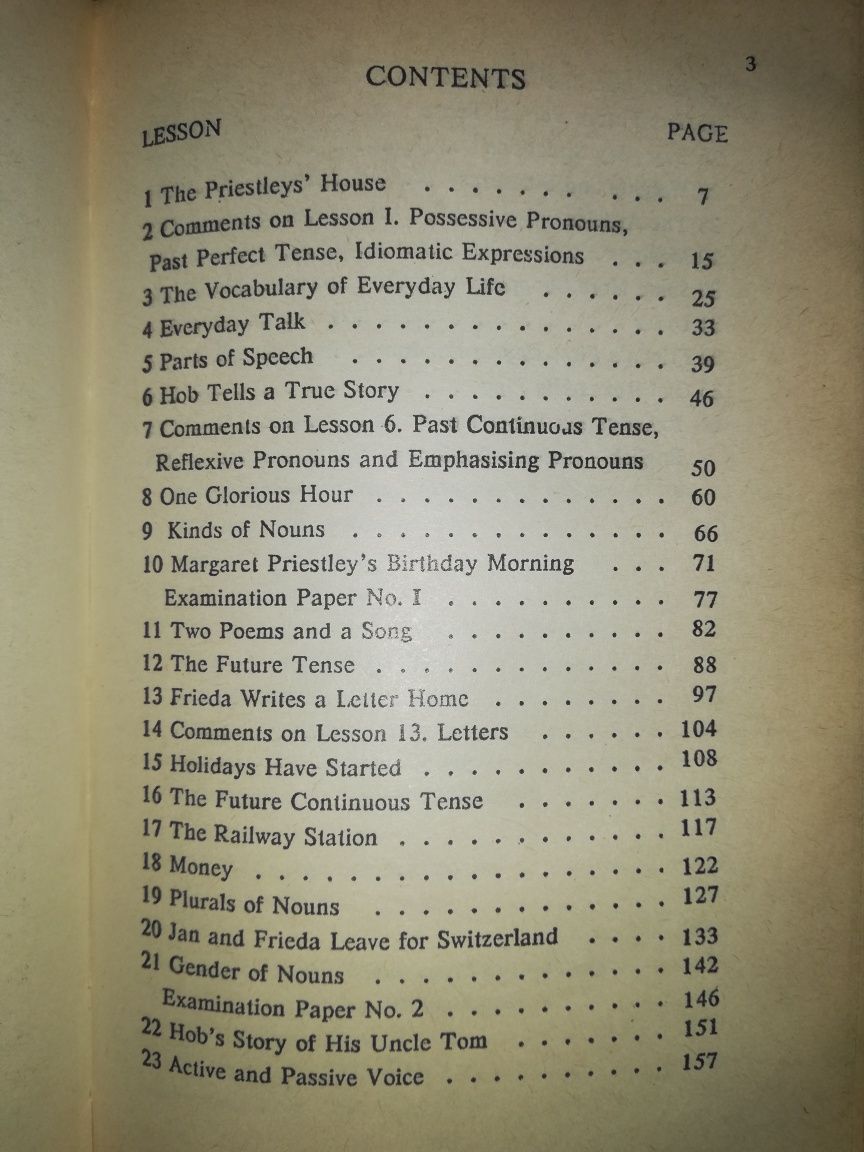 3
CONTENTS
LESSON PAGE
1 The Priestleys' House . . . . . . . . . . 7
2 Comments on Lesson I. Possessive Pronouns,
Past Perfect Tense, Idiomatic Expressions . . . 15
3 The Vocabulary of Everyday Life . . . . . . 25
4 Everyday Talk . . . . . . . . . . . . . . . 33
5 Parts of Speech . . . . . . . . . . . . . . 39
6 Hob Tells a True Story . . . . . . . . . . . 46
7 Comments on Lesson 6. Past Continuous Tense,
Reflexive Pronouns and Emphasising Pronouns 50
8 One Glorious Hour . . . . . . . . . . . . . 60
9 Kinds of Nouns . . . . . . . . . . . . . . 66
10 Margaret Priestley's Birthday Morning . . . 71
Examination Paper No. I . . . . . . . . . . 77
11 Two Poems and a Song . . . . . . . . . . 82
12 The Future Tense . . . . . . . . . . . . . 88
13 Frieda Writes a Letter Home . . . . . . . . 97
14 Comments on Lesson 13. Letters . . . . . . 104
15 Holidays Have Started . . . . . . . . . . . 108
16 The Future Continuous Tense . . . . . . . 113
17 The Railway Station . . . . . . . . . . . . 117
18 Money . . . . . . . . . . . . . . . . . . 122
19 Plurals of Nouns . . . . . . . . . . . . . 127
20 Jan and Frieda Leave for Switzerland . . . . 133
21 Gender of Nouns . . . . . . . . . . . . . 142
Examination Paper No. 2 . . . . . . . . . . 146
22 Hob's Story of His Uncle Tom . . . . . . . 151
23 Active and Passive Voice . . . . . . . . . . 157